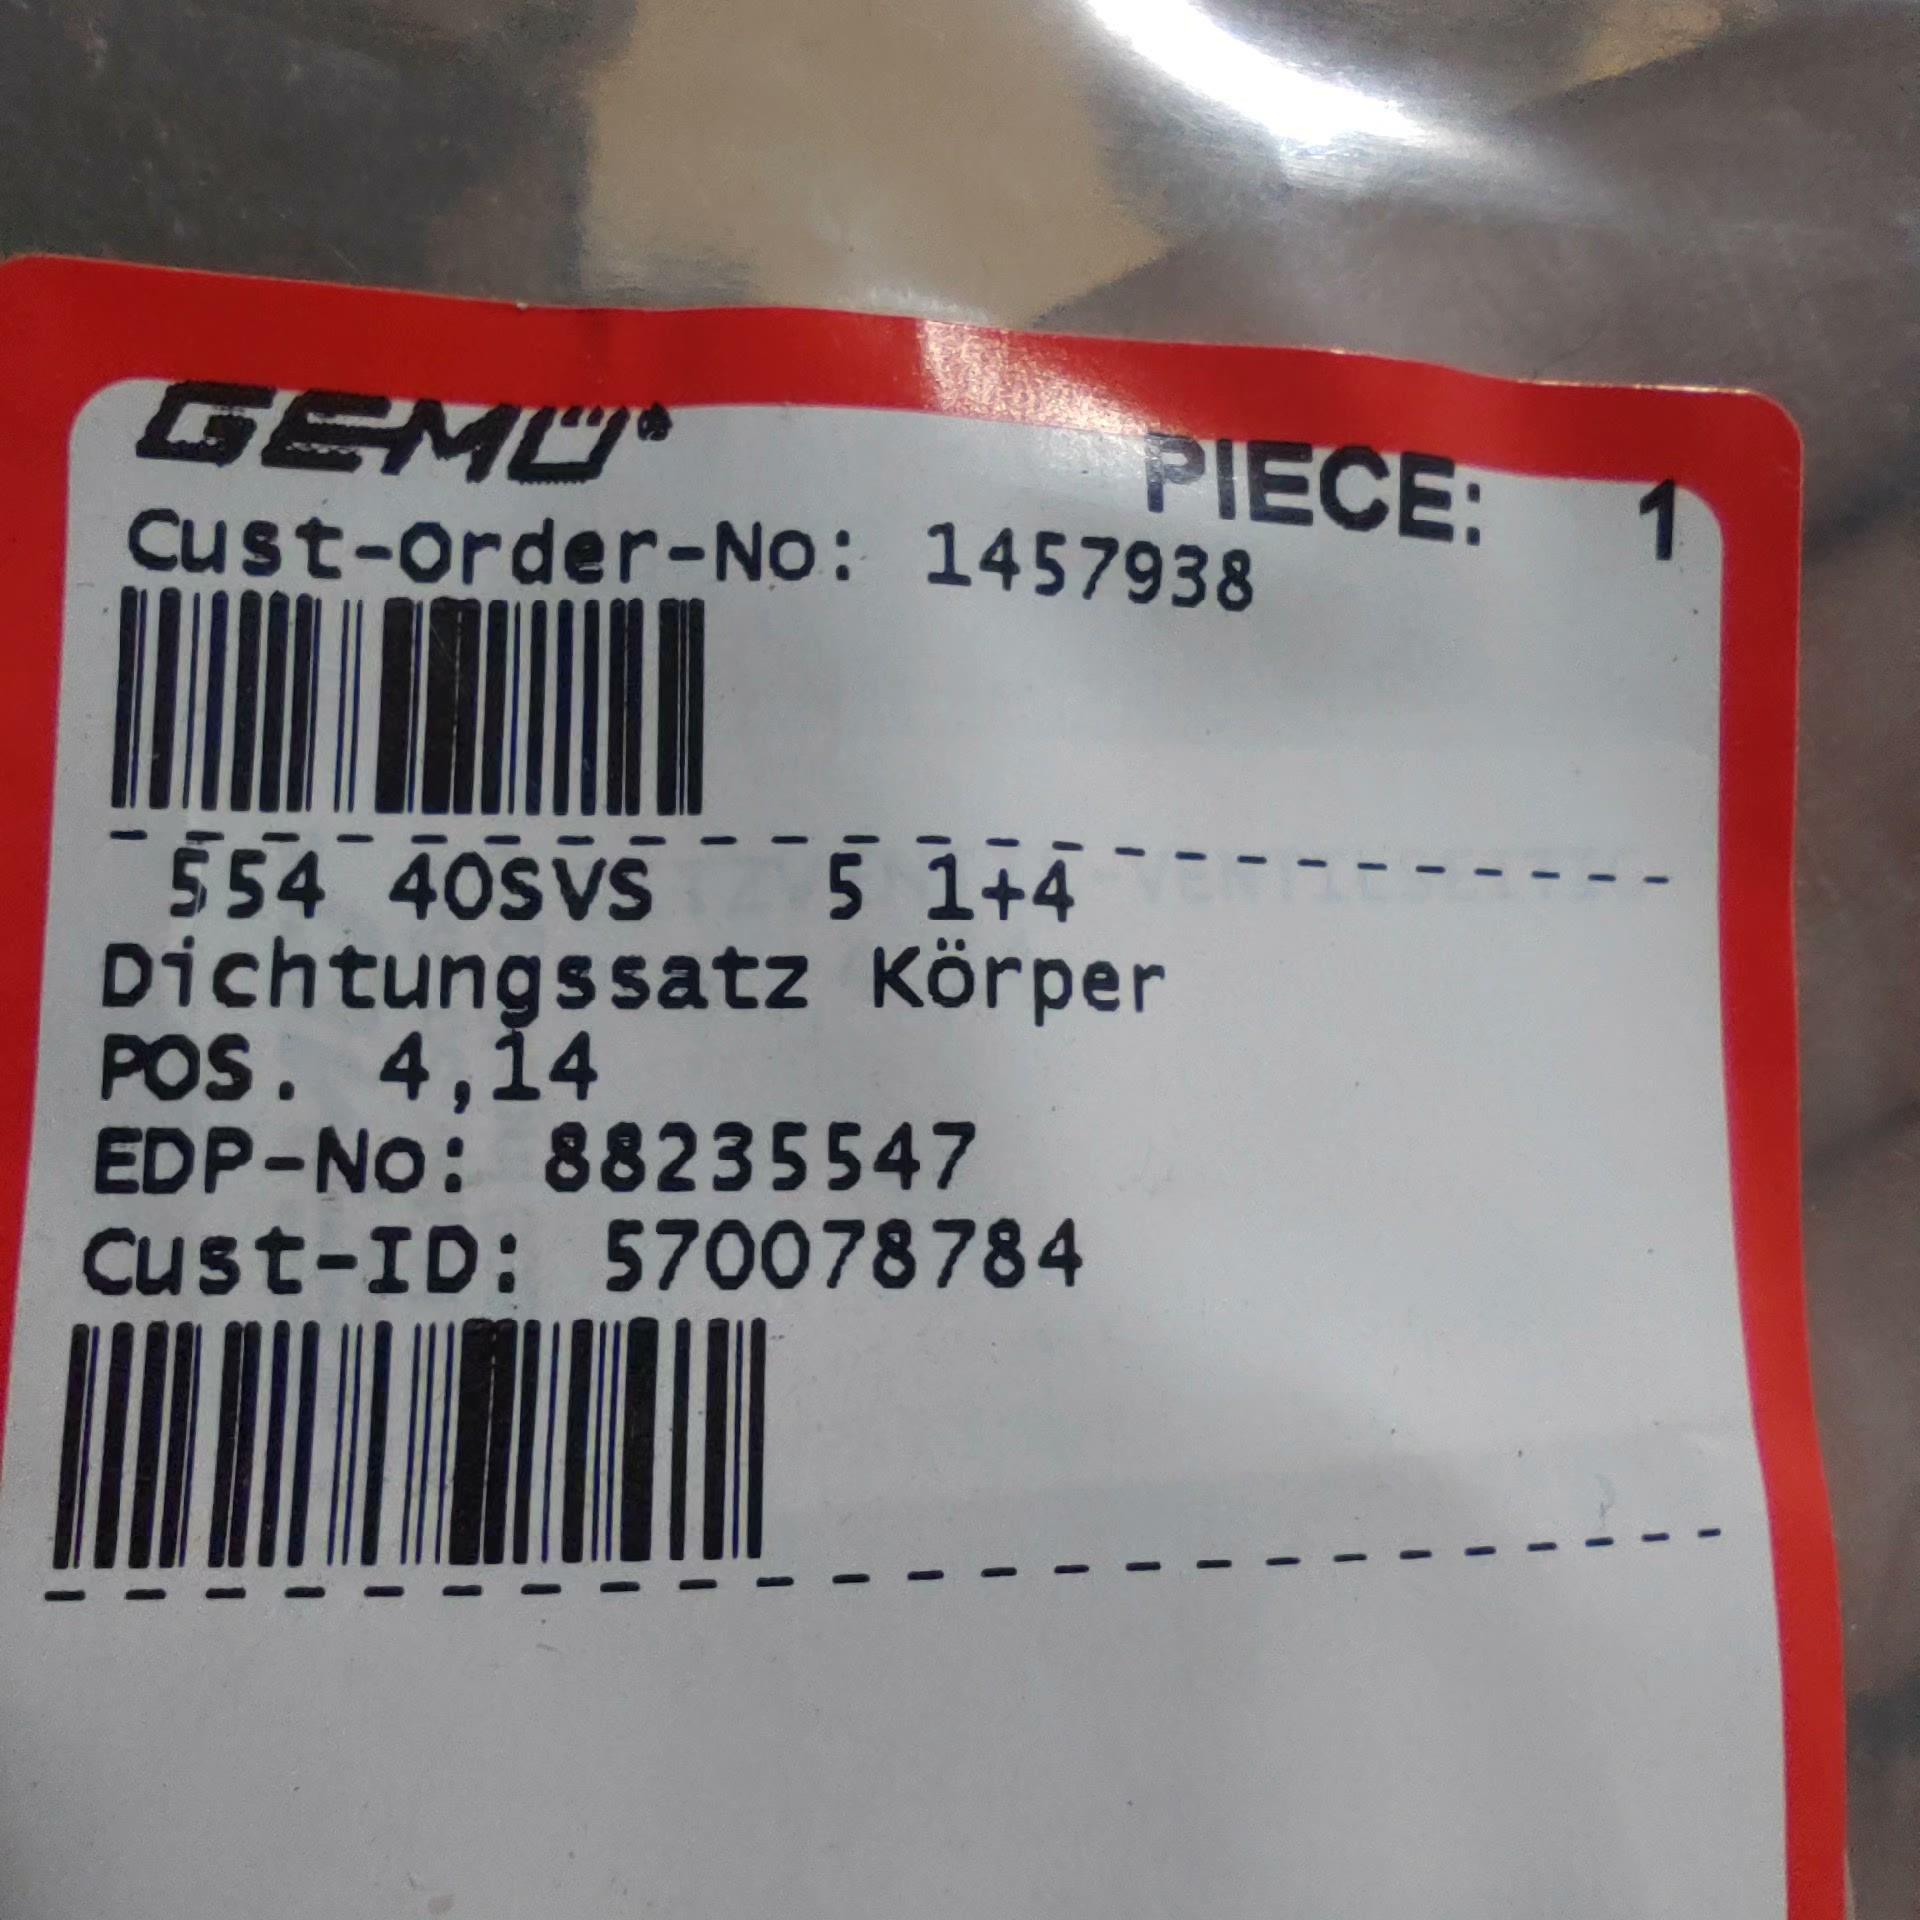 GEMÜ®
PIECE: 1
Cust-Order-No: 1457938
554 40SVS 5 1+4
Dichtungssatz Körper
POS. 4,14
EDP-No: 88235547
Cust-ID: 570078784